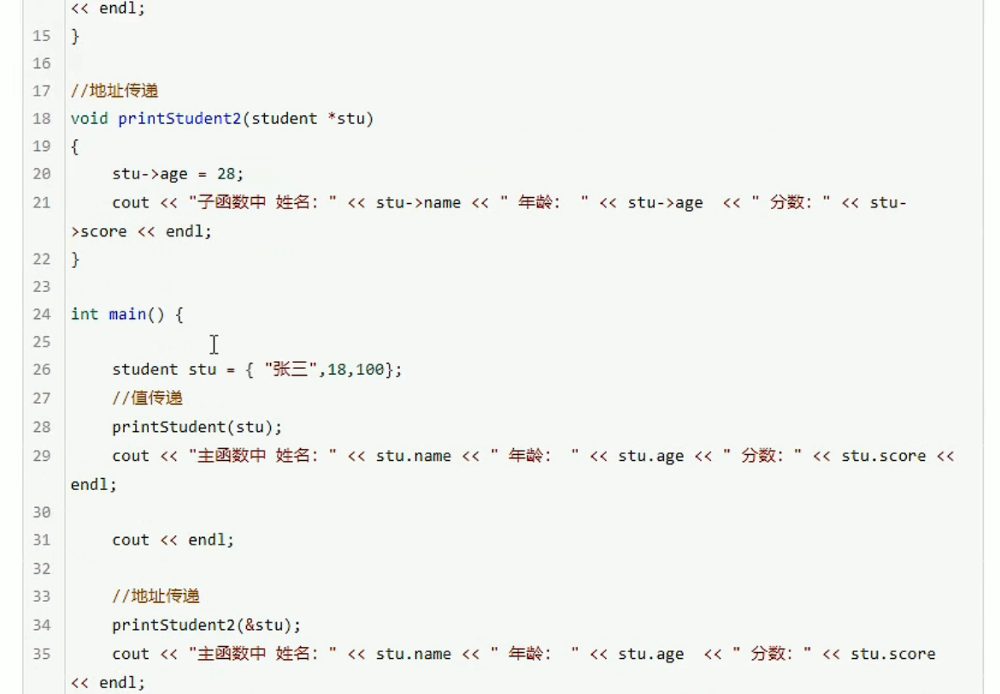 << endl;
15 }
16
17 //地址传递
18 void printStudent2(student *stu)
19 {
20 stu->age = 28;
21 cout << "子函数中 姓名：" << stu->name << " 年龄： " << stu->age  << " 分数：" << stu-
>score << endl;
22 }
23
24 int main() {
25
26 student stu = { "张三",18,100};
27 //值传递
28 printStudent(stu);
29 cout << "主函数中 姓名：" << stu.name << " 年龄： " << stu.age << " 分数：" << stu.score <<
endl;
30
31 cout << endl;
32
33 //地址传递
34 printStudent2(&stu);
35 cout << "主函数中 姓名：" << stu.name << " 年龄： " << stu.age  << " 分数：" << stu.score
<< endl;